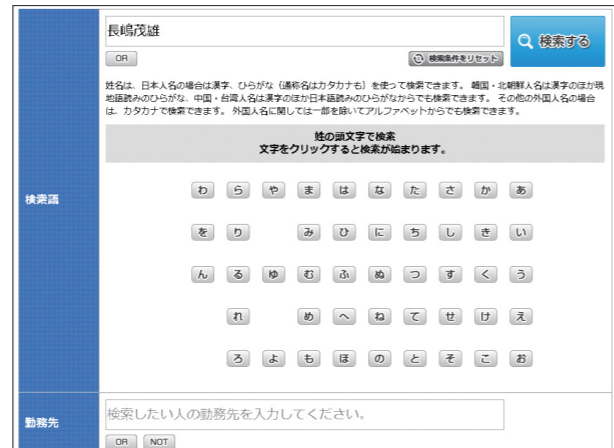 長嶋茂雄
検索する
OR
検索条件をリセット
姓名は、日本人名の場合は漢字、ひらがな（通称名はカタカナも）を使って検索できます。 韓国・北朝鮮人名は漢字のほか現
地語読みのひらがな、中国・台湾人名は漢字のほか日本語読みのひらがなからでも検索できます。 その他の外国人名の場合
は、カタカナで検索できます。 外国人名に関しては一部を除いてアルファベットからでも検索できます。
姓の頭文字で検索
文字をクリックすると検索が始まります。
検索語
わ ら や ま は な た さ か あ
を り み ひ に ち し き い
ん る ゆ む ふ ぬ つ す く う
れ め へ ね て せ け え
ろ よ も ほ の と そ こ お
勤務先
検索したい人の勤務先を入力してください。
OR NOT